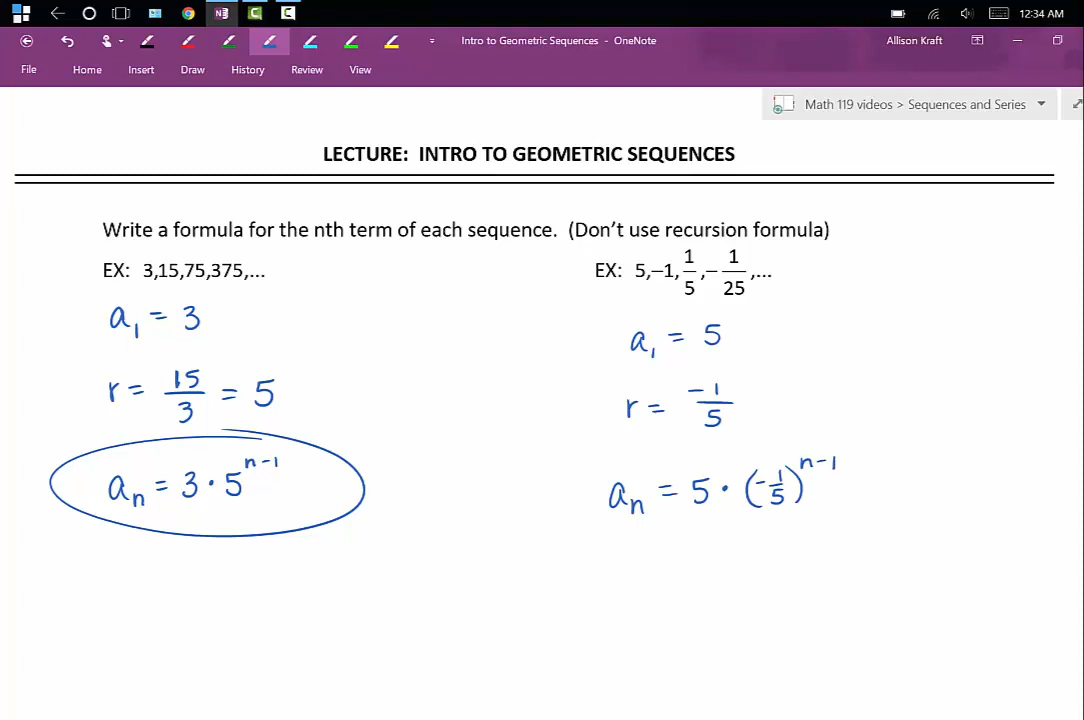 12:34 AM
Intro to Geometric Sequences - OneNote
Allison Kraft
File Home Insert Draw History Review View
Math 119 videos > Sequences and Series
LECTURE: INTRO TO GEOMETRIC SEQUENCES
Write a formula for the nth term of each sequence. (Don't use recursion formula)
EX: 3,15,75,375,...
a₁ = 3
r = 15/3 = 5
aₙ = 3 · 5^(n-1)
EX: 5,−1,1/5,−1/25,...
a₁ = 5
r = -1/5
aₙ = 5 · (-1/5)^(n-1)